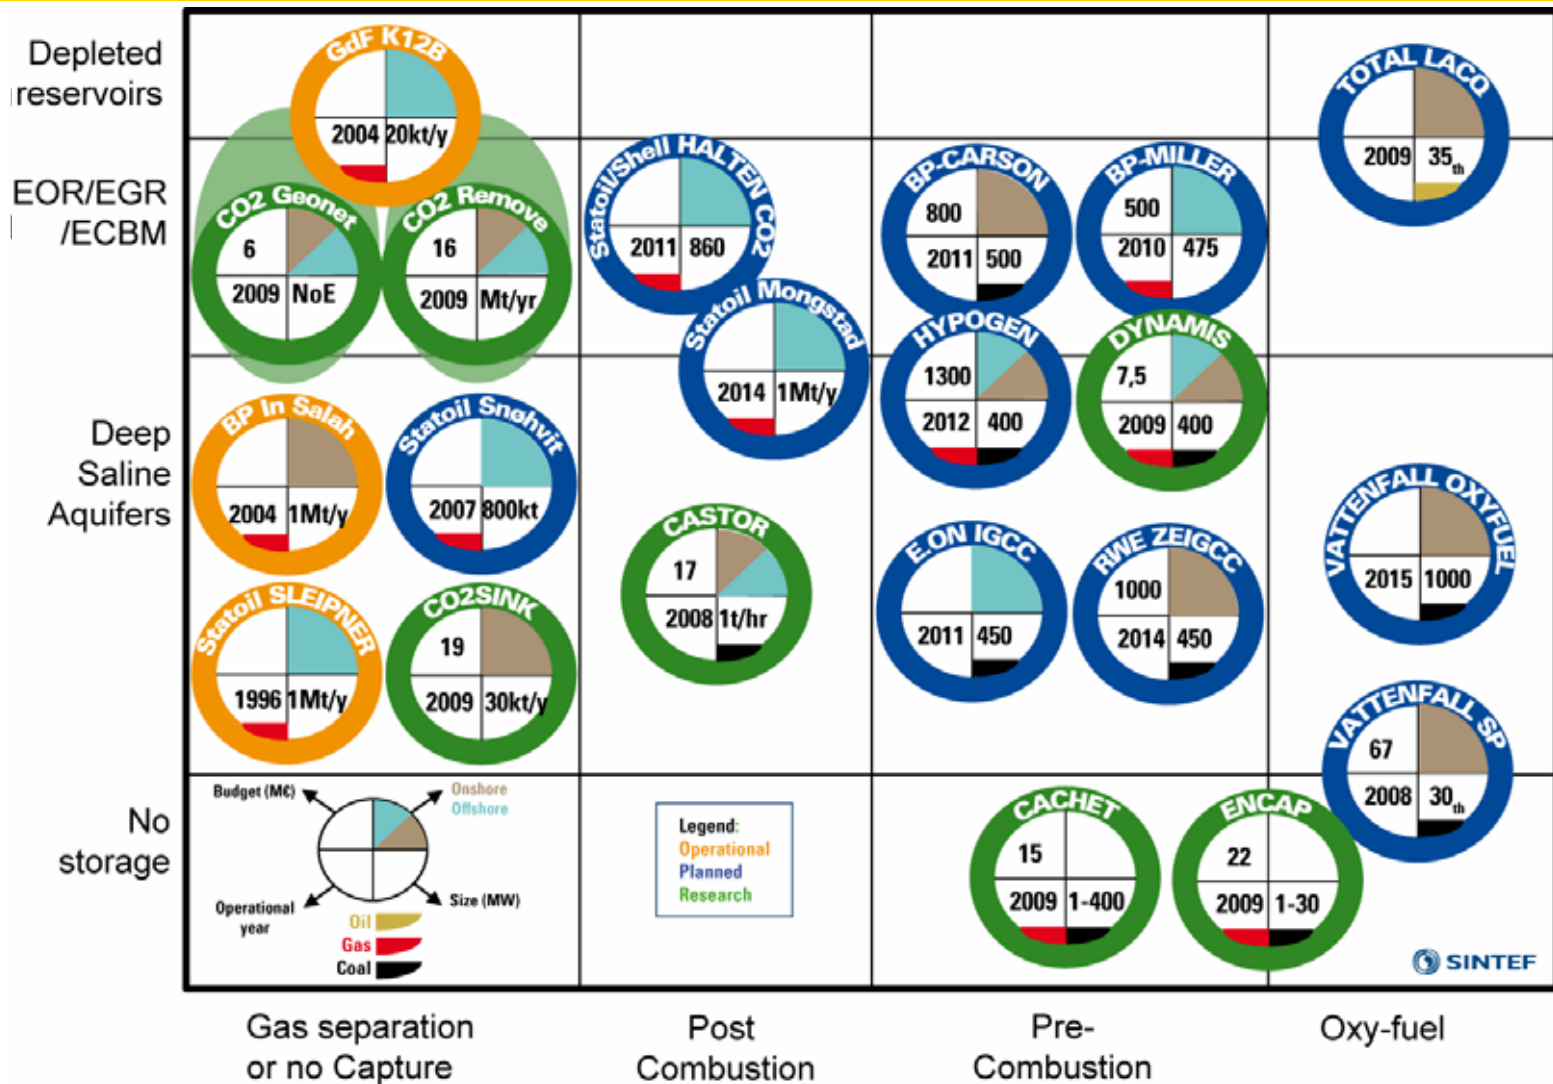 Depleted
reservoirs
EOR/EGR
/ECBM
Deep
Saline
Aquifers
No
storage
GdF K12B
2004 20kt/y
CO2 Geonet
6
2009 NoE
CO2 Remove
16
2009 Mt/yr
BP In Salah
2004 1Mt/y
Statoil Snøhvit
2007 800kt
Statoil SLEIPNER
1996 1Mt/y
CO2SINK
19
2009 30kt/y
Statoil/Shell HALTEN CO2
2011 860
Statoil Mongstad
2014 1Mt/y
CASTOR
17
2008 1t/hr
BP-CARSON
800
2011 500
BP-MILLER
500
2010 475
HYPOGEN
1300
2012 400
DYNAMIS
7,5
2009 400
E.ON IGCC
2011 450
RWE ZEIGCC
1000
2014 450
CACHET
15
2009 1-400
ENCAP
22
2009 1-30
TOTAL LACQ
2009 35th
VATTENFALL OXYFUEL
2015 1000
VATTENFALL SP
67
2008 30th
Budget (M€)
Onshore
Offshore
Operational
year
Size (MW)
Oil
Gas
Coal
Legend:
Operational
Planned
Research
SINTEF
Gas separation
or no Capture
Post
Combustion
Pre-
Combustion
Oxy-fuel